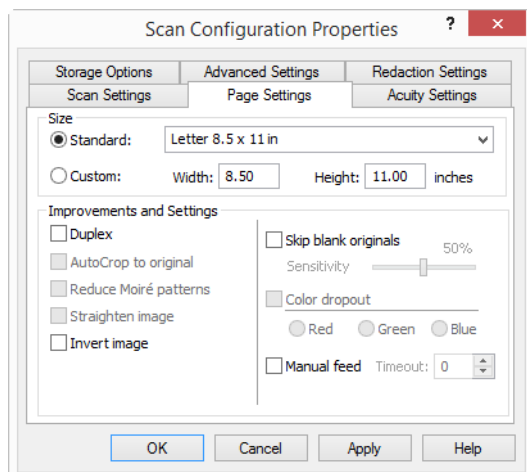 Scan Configuration Properties ? ×
Storage Options Advanced Settings Redaction Settings
Scan Settings Page Settings Acuity Settings
Size
Standard: Letter 8.5 x 11 in
Custom: Width: 8.50 Height: 11.00 inches
Improvements and Settings
Duplex
AutoCrop to original
Reduce Moiré patterns
Straighten image
Invert image
Skip blank originals 50%
Sensitivity
Color dropout
Red Green Blue
Manual feed Timeout: 0
OK Cancel Apply Help